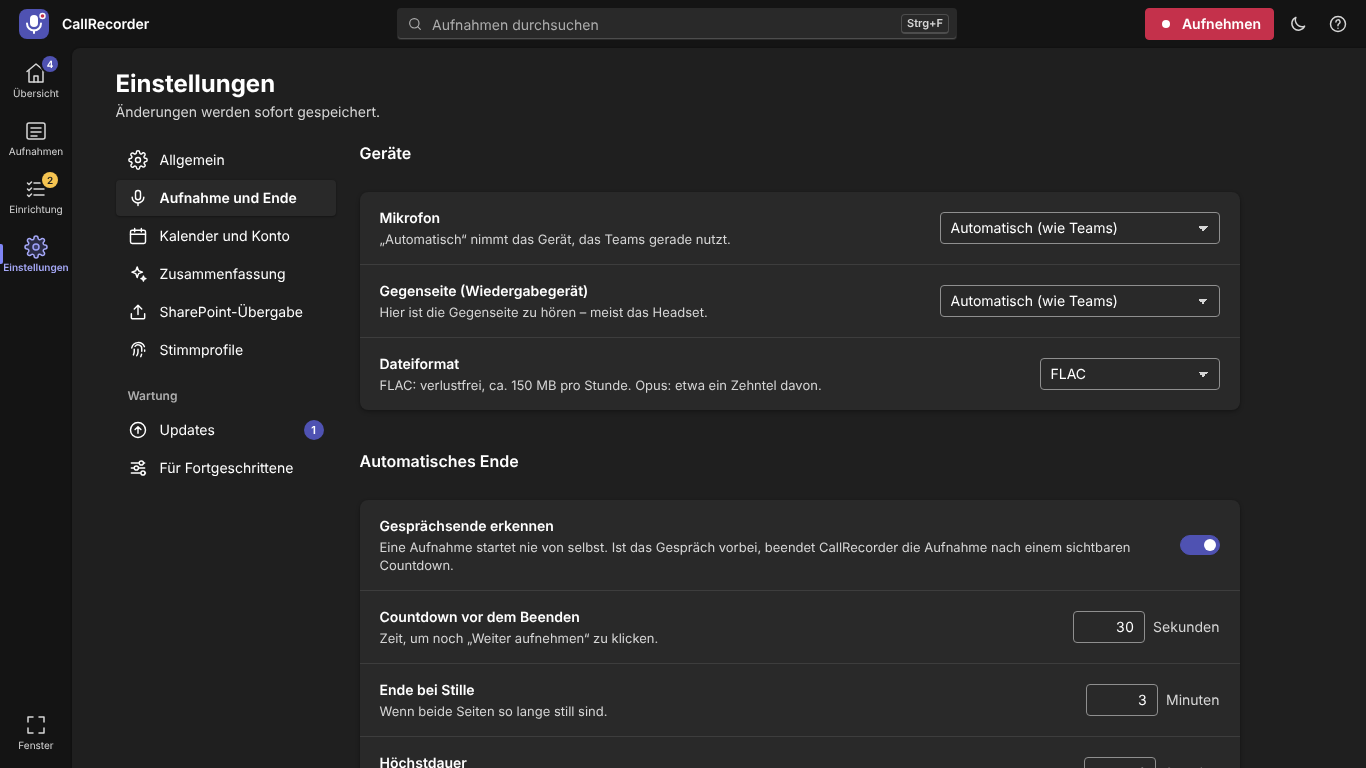 CallRecorder
Aufnahmen durchsuchen
Strg+F
Aufnehmen
4
Übersicht
Aufnahmen
2
Einrichtung
Einstellungen
Fenster
Einstellungen
Änderungen werden sofort gespeichert.
Allgemein
Aufnahme und Ende
Kalender und Konto
Zusammenfassung
SharePoint-Übergabe
Stimmprofile
Wartung
Updates
1
Für Fortgeschrittene
Geräte
Mikrofon
„Automatisch“ nimmt das Gerät, das Teams gerade nutzt.
Automatisch (wie Teams)
Gegenseite (Wiedergabegerät)
Hier ist die Gegenseite zu hören – meist das Headset.
Automatisch (wie Teams)
Dateiformat
FLAC: verlustfrei, ca. 150 MB pro Stunde. Opus: etwa ein Zehntel davon.
FLAC
Automatisches Ende
Gesprächsende erkennen
Eine Aufnahme startet nie von selbst. Ist das Gespräch vorbei, beendet CallRecorder die Aufnahme nach einem sichtbaren
Countdown.
Countdown vor dem Beenden
Zeit, um noch „Weiter aufnehmen“ zu klicken.
30 Sekunden
Ende bei Stille
Wenn beide Seiten so lange still sind.
3 Minuten
Höchstdauer